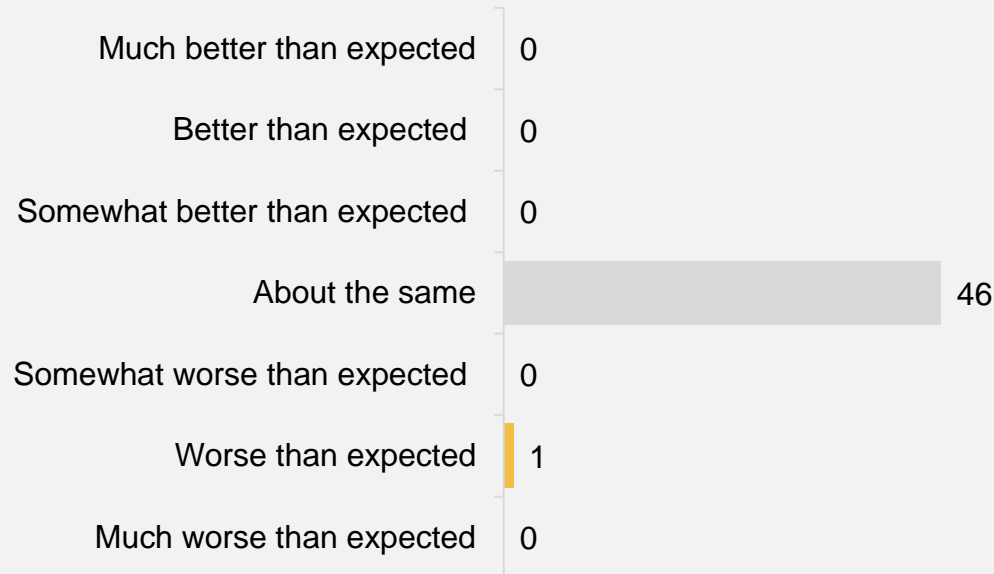 Much better than expected 0
Better than expected 0
Somewhat better than expected 0
About the same 46
Somewhat worse than expected 0
Worse than expected 1
Much worse than expected 0